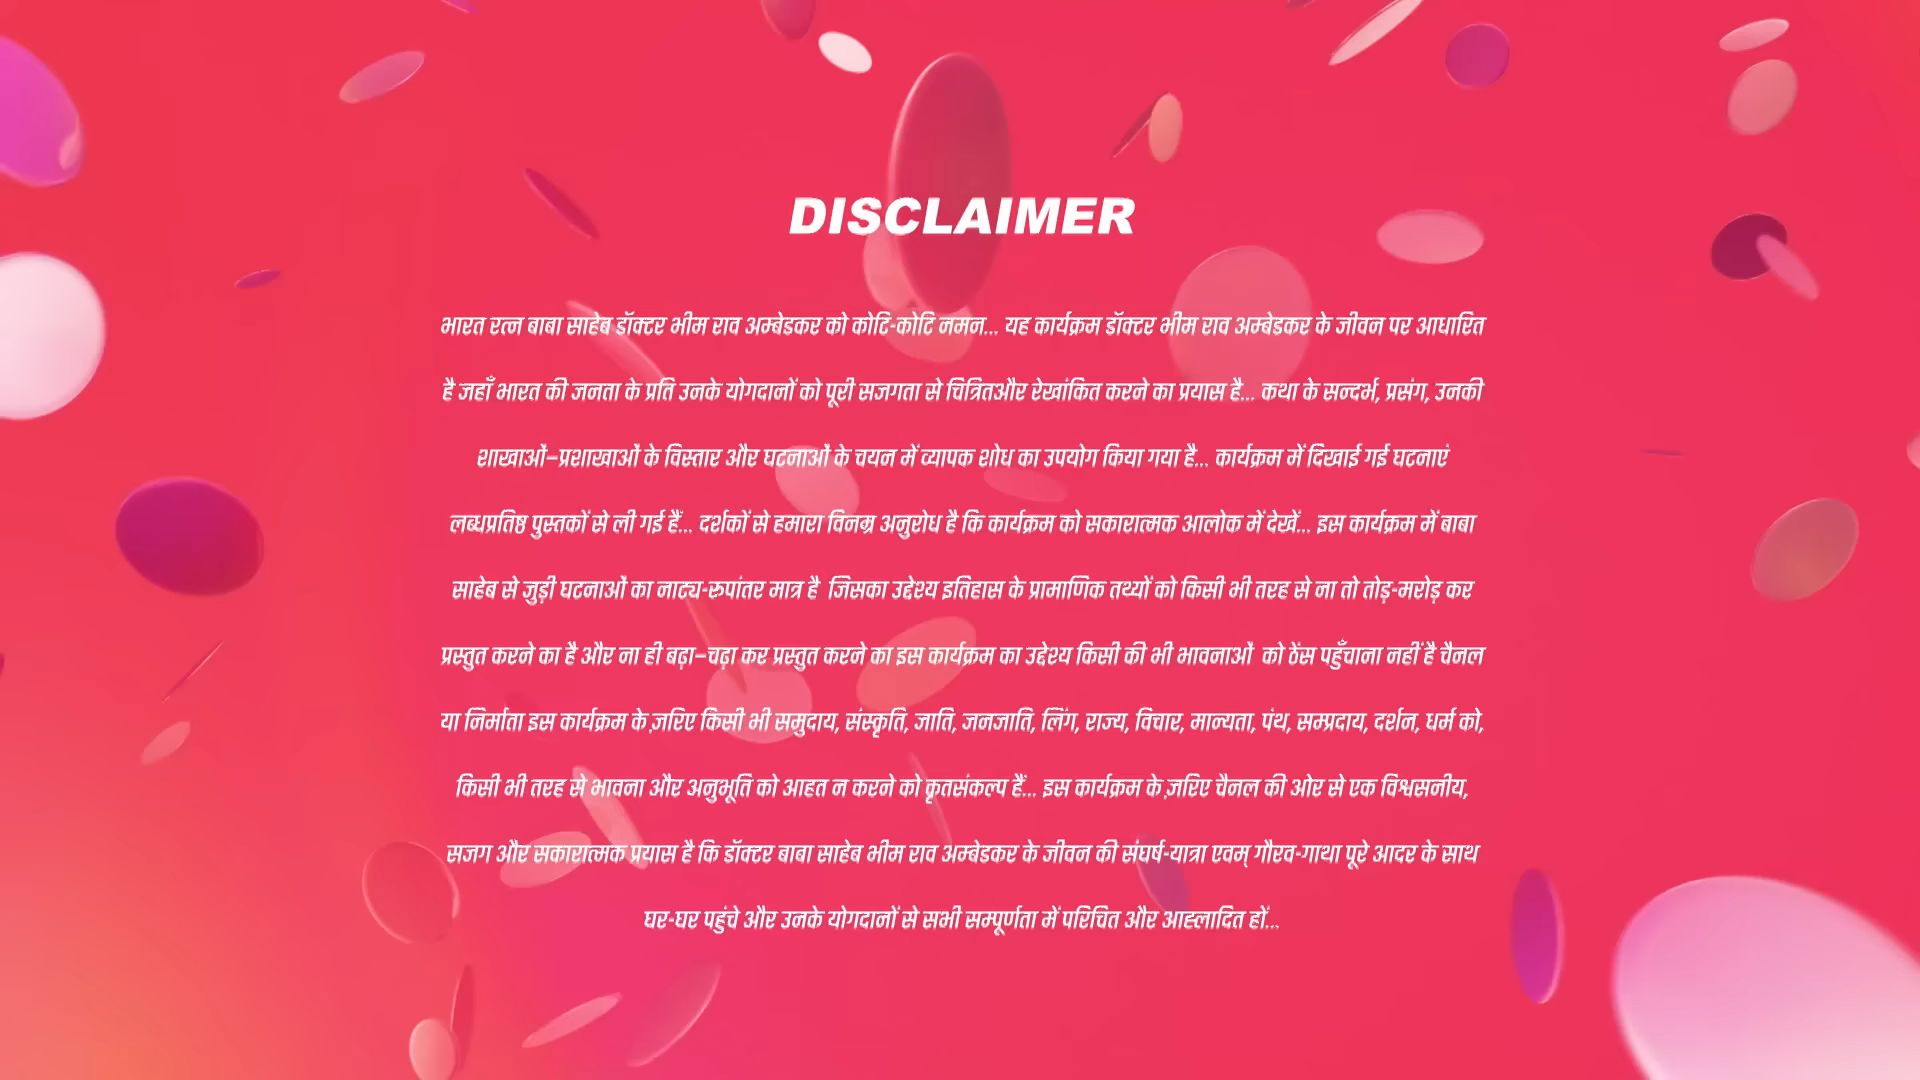 DISCLAIMER
भारत रत्न बाबा साहेब डॉक्टर भीम राव अम्बेडकर को कोटि-कोटि नमन... यह कार्यक्रम डॉक्टर भीम राव अम्बेडकर के जीवन पर आधारित
है जहाँ भारत की जनता के प्रति उनके योगदानों को पूरी सजगता से चित्रितऔर रेखांकित करने का प्रयास है... कथा के सन्दर्भ, प्रसंग, उनकी
शाखाओं–प्रशाखाओं के विस्तार और घटनाओं के चयन में व्यापक शोध का उपयोग किया गया है... कार्यक्रम में दिखाई गई घटनाएं
लब्धप्रतिष्ठ पुस्तकों से ली गई हैं... दर्शकों से हमारा विनम्र अनुरोध है कि कार्यक्रम को सकारात्मक आलोक में देखें... इस कार्यक्रम में बाबा
साहेब से जुड़ी घटनाओं का नाट्य-रुपांतर मात्र है जिसका उद्देश्य इतिहास के प्रामाणिक तथ्यों को किसी भी तरह से ना तो तोड़-मरोड़ कर
प्रस्तुत करने का है और ना ही बढ़ा–चढ़ा कर प्रस्तुत करने का इस कार्यक्रम का उद्देश्य किसी की भी भावनाओं को ठेंस पहुँचाना नहीं है चैनल
या निर्माता इस कार्यक्रम के ज़रिए किसी भी समुदाय, संस्कृति, जाति, जनजाति, लिंग, राज्य, विचार, मान्यता, पंथ, सम्प्रदाय, दर्शन, धर्म को,
किसी भी तरह से भावना और अनुभूति को आहत न करने को कृतसंकल्प हैं... इस कार्यक्रम के ज़रिए चैनल की ओर से एक विश्वसनीय,
सजग और सकारात्मक प्रयास है कि डॉक्टर बाबा साहेब भीम राव अम्बेडकर के जीवन की संघर्ष-यात्रा एवम् गौरव-गाथा पूरे आदर के साथ
घर-घर पहुंचे और उनके योगदानों से सभी सम्पूर्णता में परिचित और आह्लादित हों...